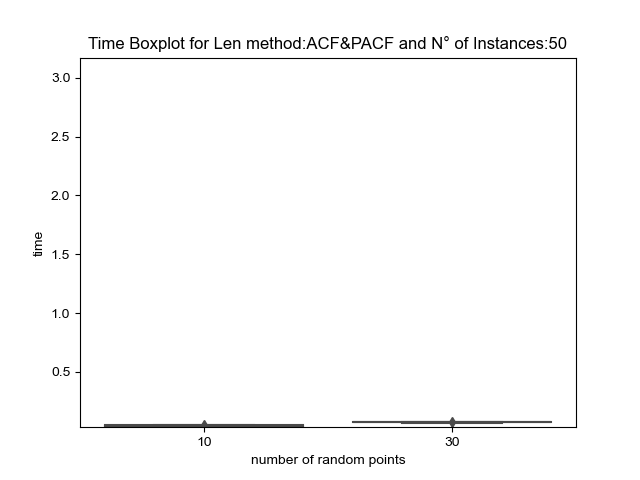 Time Boxplot for Len method:ACF&PACF and N° of Instances:50
3.0
2.5
2.0
1.5
1.0
0.5
time
10
30
number of random points